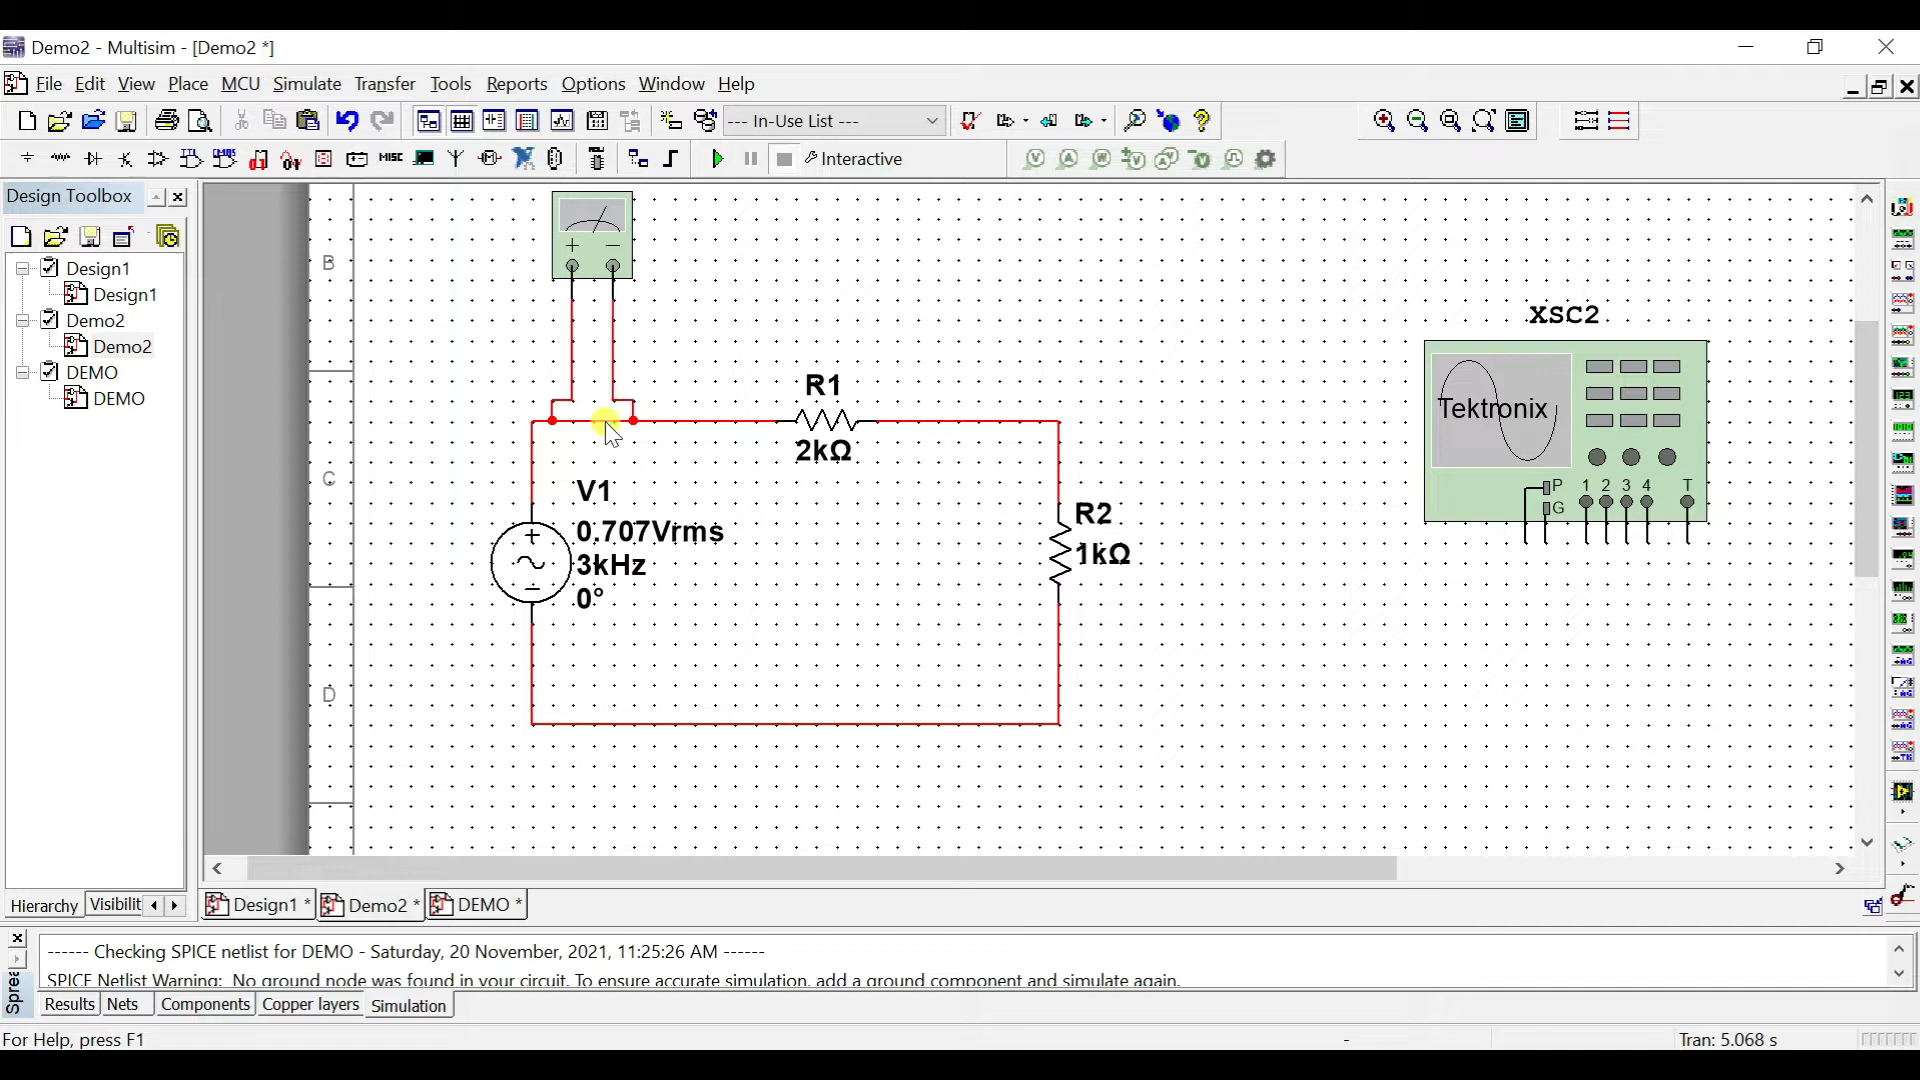 Demo2 - Multisim - [Demo2 *]
File Edit View Place MCU Simulate Transfer Tools Reports Options Window Help
--- In-Use List ---
MISC
Interactive
Design Toolbox
Design1
Design1
Demo2
Demo2
DEMO
DEMO
B
C
D
+ −
R1
2kΩ
V1
0.707Vrms
3kHz
0°
R2
1kΩ
XSC2
Tektronix
P
G
1 2 3 4 T
Hierarchy Visibilit
Design1 * Demo2 * DEMO *
------ Checking SPICE netlist for DEMO - Saturday, 20 November, 2021, 11:25:26 AM ------
SPICE Netlist Warning: No ground node was found in your circuit. To ensure accurate simulation, add a ground component and simulate again.
Spre
Results Nets Components Copper layers Simulation
For Help, press F1
-
Tran: 5.068 s